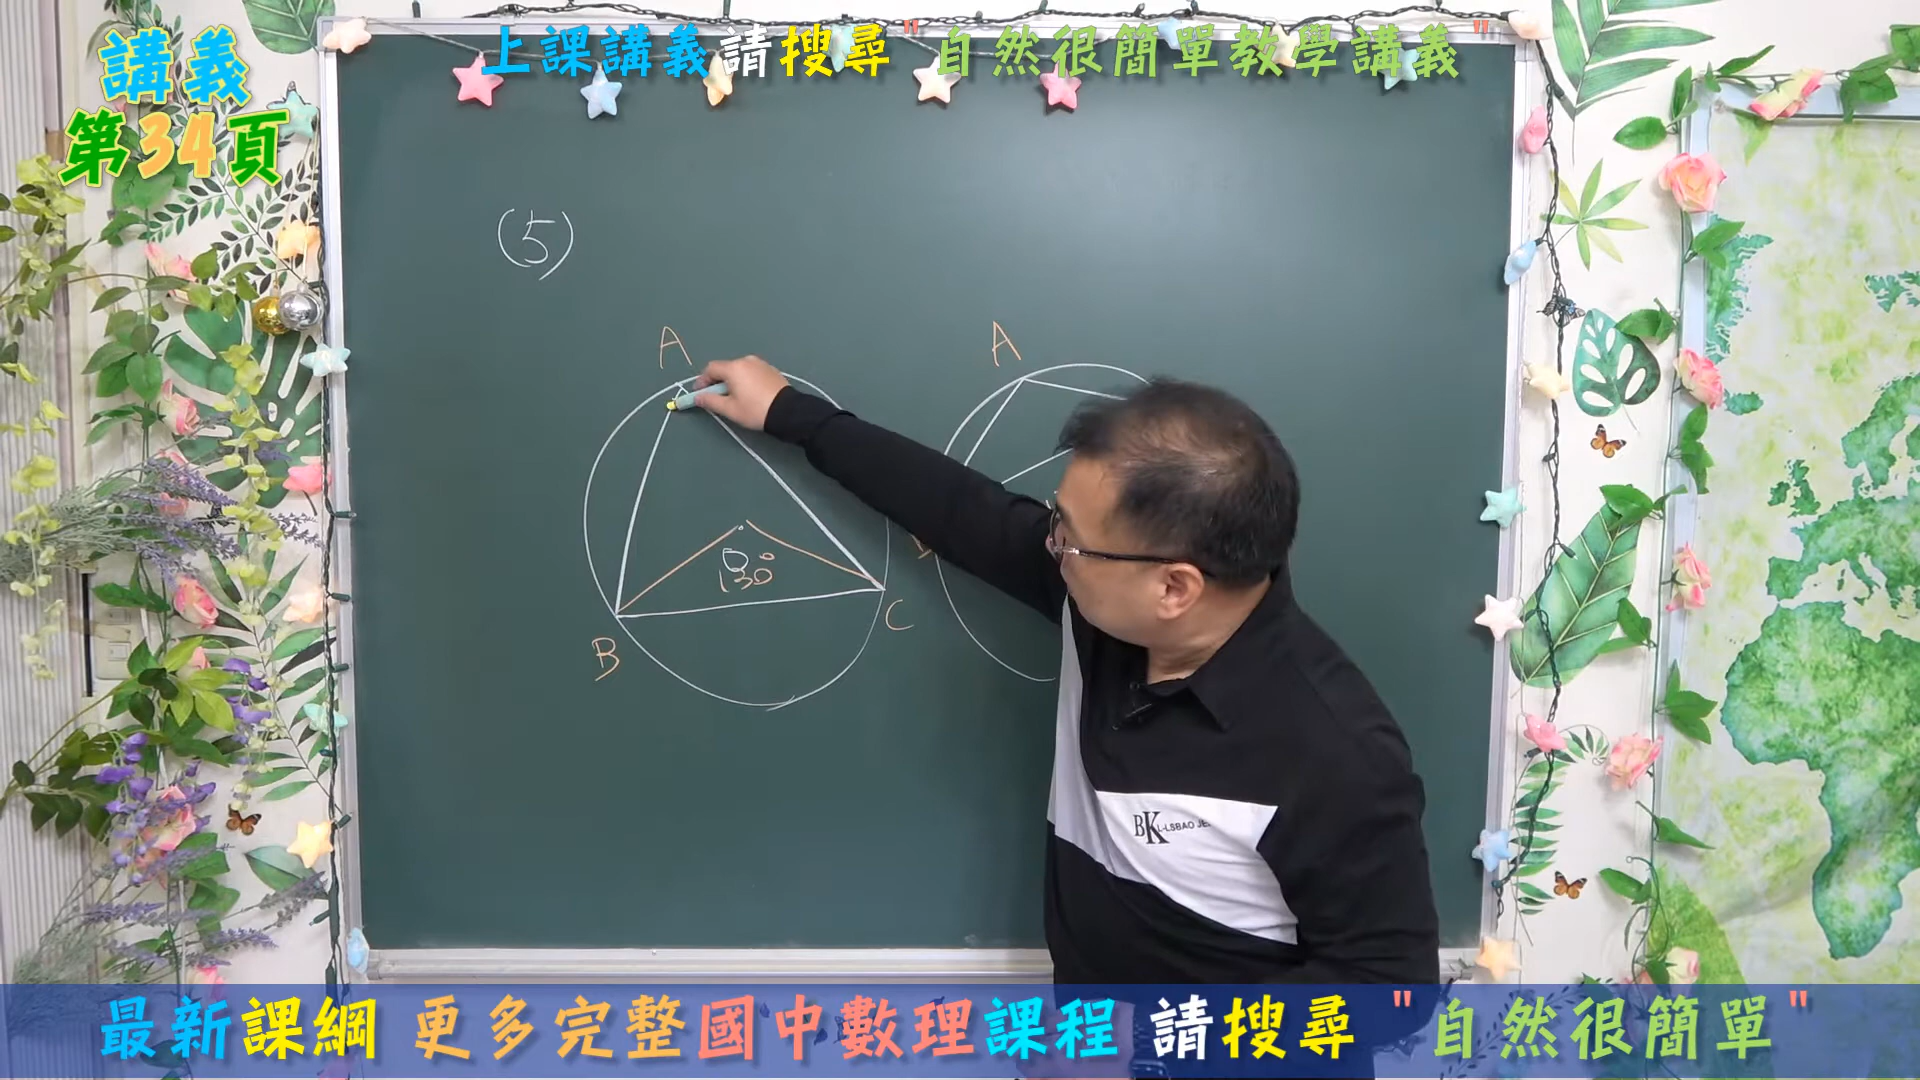 上課講義請搜尋"自然很簡單教學講義"
講義
第34頁
(5)
A
A
O
130°
B
C
BK
L-LSBAO JE
最新課綱 更多完整國中數理課程 請搜尋"自然很簡單"